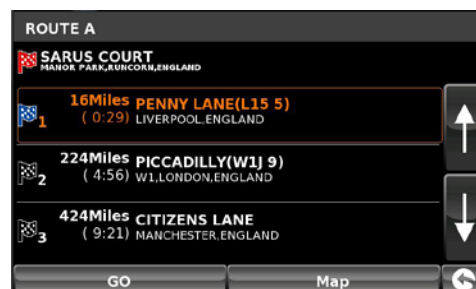 ROUTE A
SARUS COURT
MANOR PARK,RUNCORN,ENGLAND
16Miles PENNY LANE(L15 5)
1 ( 0:29) LIVERPOOL,ENGLAND
224Miles PICCADILLY(W1J 9)
2 ( 4:56) W1,LONDON,ENGLAND
424Miles CITIZENS LANE
3 ( 9:21) MANCHESTER,ENGLAND
GO Map